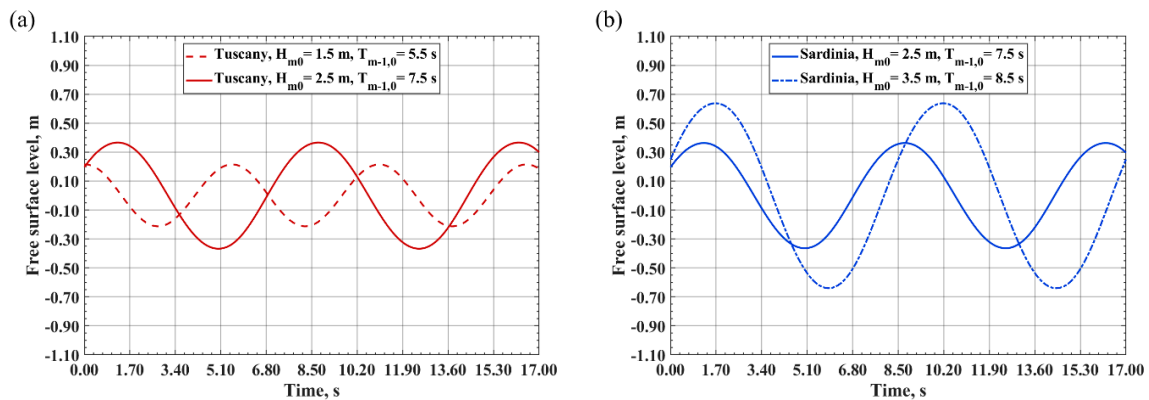 (a)
Tuscany, Hm0= 1.5 m, Tm-1,0= 5.5 s
Tuscany, Hm0= 2.5 m, Tm-1,0= 7.5 s
Free surface level, m
1.10
0.90
0.70
0.50
0.30
0.10
-0.10
-0.30
-0.50
-0.70
-0.90
-1.10
0.00 1.70 3.40 5.10 6.80 8.50 10.20 11.90 13.60 15.30 17.00
Time, s
(b)
Sardinia, Hm0= 2.5 m, Tm-1,0= 7.5 s
Sardinia, Hm0= 3.5 m, Tm-1,0= 8.5 s
Free surface level, m
1.10
0.90
0.70
0.50
0.30
0.10
-0.10
-0.30
-0.50
-0.70
-0.90
-1.10
0.00 1.70 3.40 5.10 6.80 8.50 10.20 11.90 13.60 15.30 17.00
Time, s